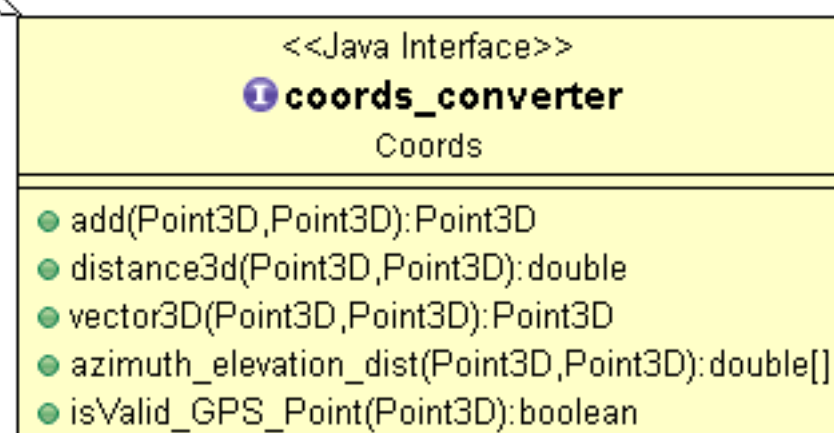 <<Java Interface>>
I coords_converter
Coords
add(Point3D,Point3D):Point3D
distance3d(Point3D,Point3D):double
vector3D(Point3D,Point3D):Point3D
azimuth_elevation_dist(Point3D,Point3D):double[]
isValid_GPS_Point(Point3D):boolean